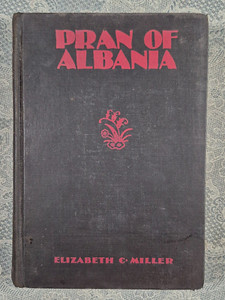 PRAN OF
ALBANIA
ELIZABETH C. MILLER